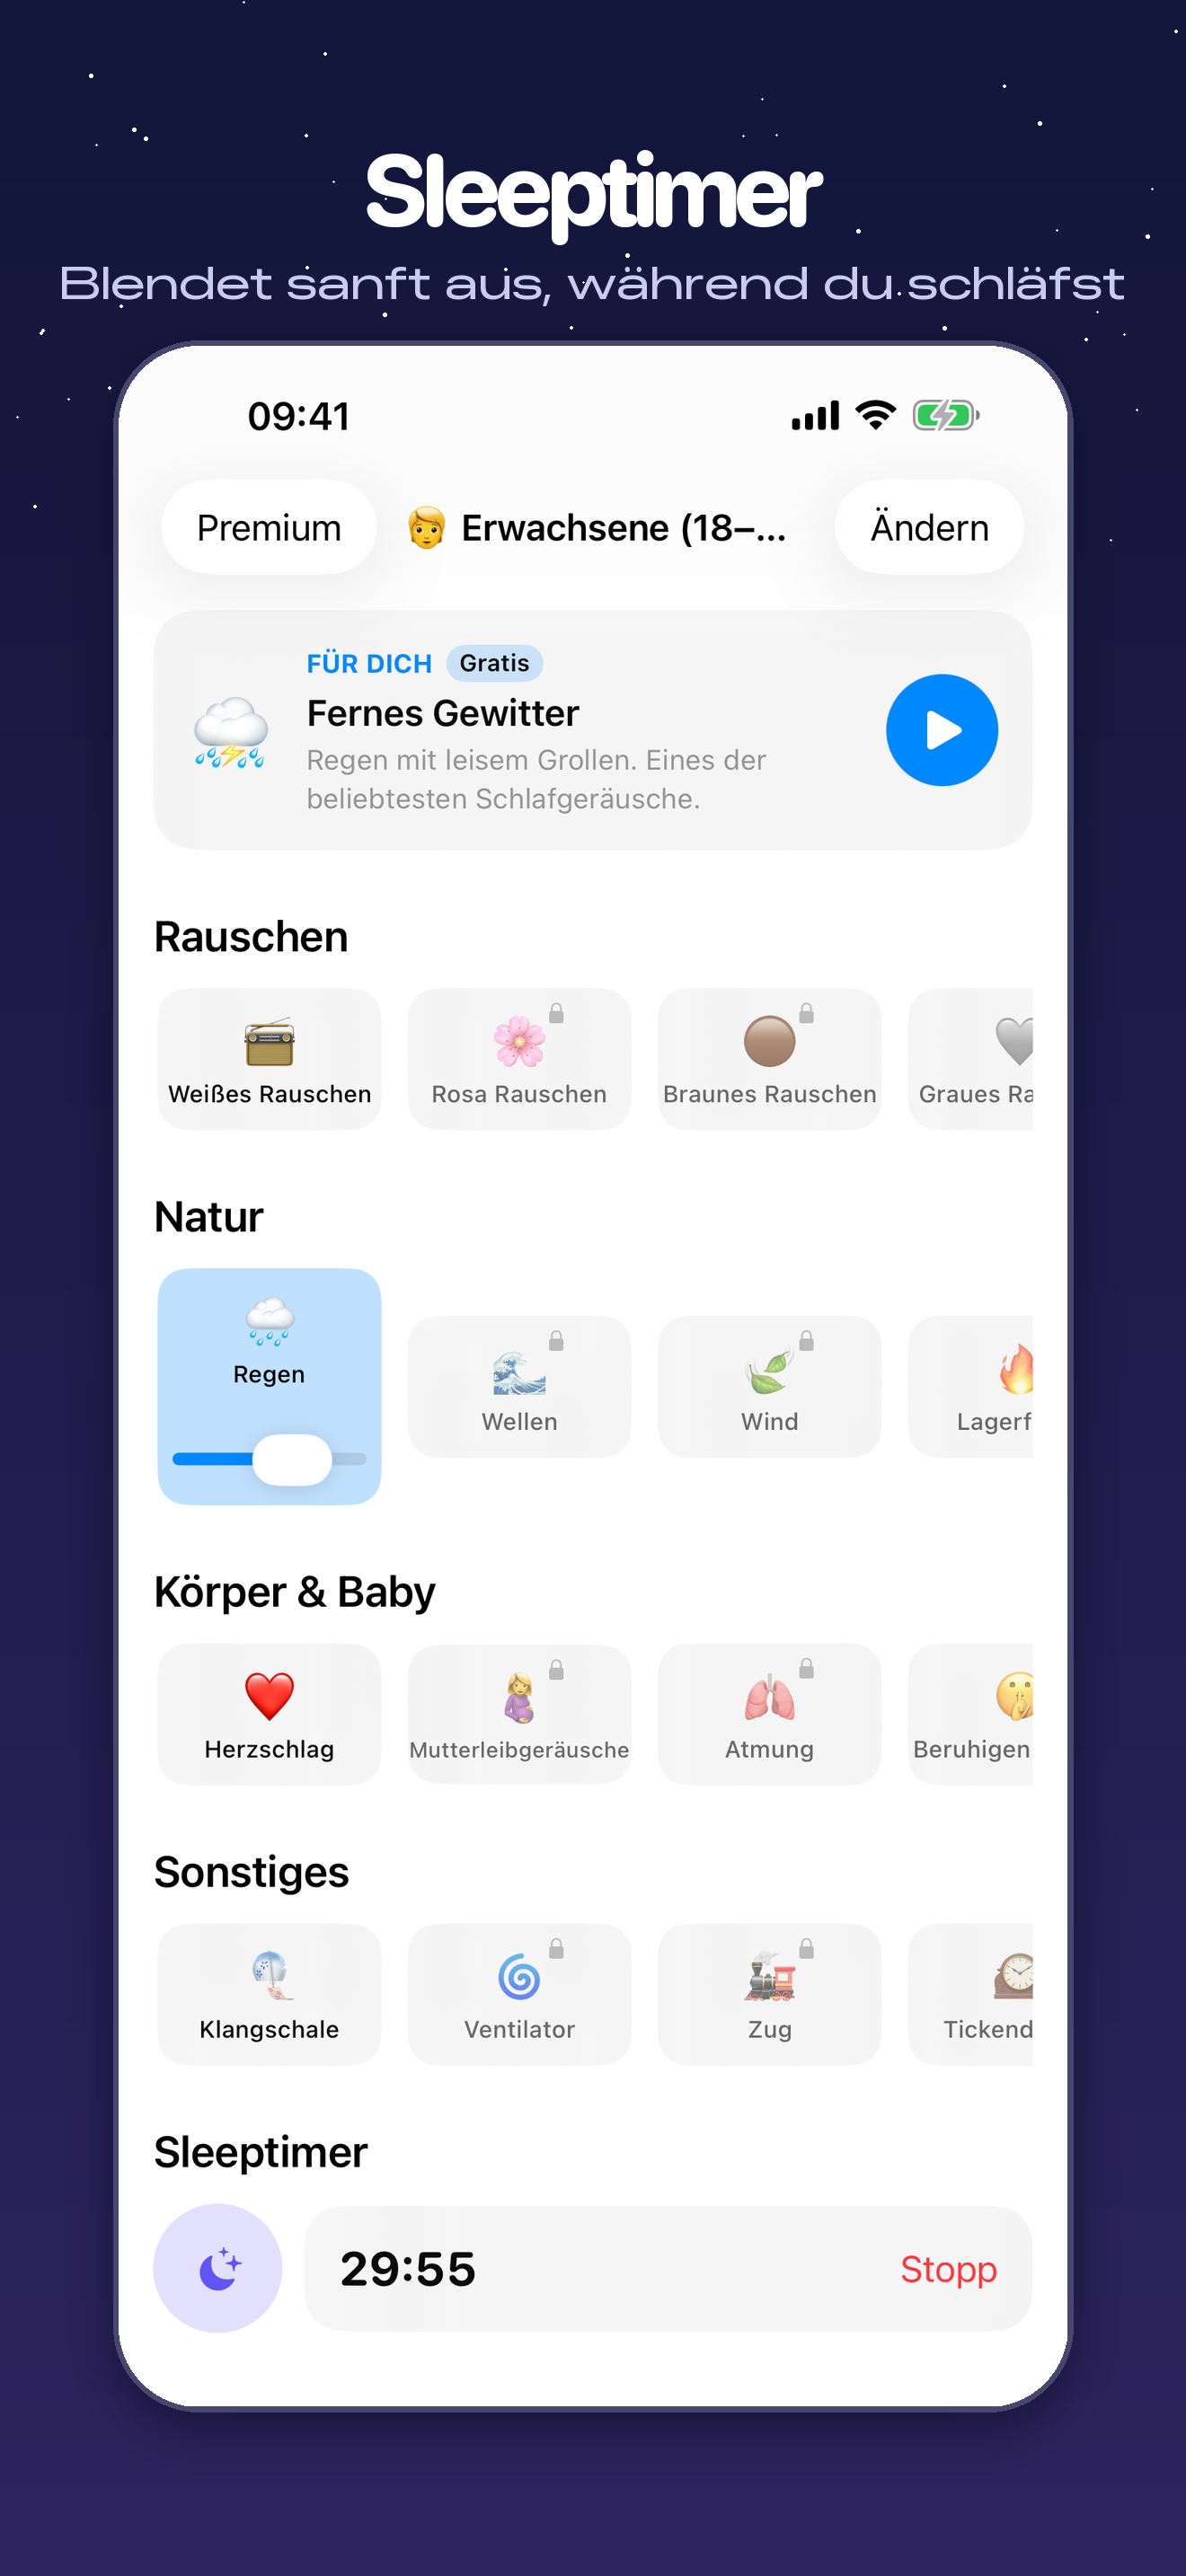 Sleeptimer
Blendet sanft aus, während du schläfst
09:41
Premium
Erwachsene (18–...
Ändern
FÜR DICH
Gratis
Fernes Gewitter
Regen mit leisem Grollen. Eines der
beliebtesten Schlafgeräusche.
Rauschen
Weißes Rauschen
Rosa Rauschen
Braunes Rauschen
Graues Ra
Natur
Regen
Wellen
Wind
Lagerf
Körper & Baby
Herzschlag
Mutterleibgeräusche
Atmung
Beruhigen
Sonstiges
Klangschale
Ventilator
Zug
Tickend
Sleeptimer
29:55
Stopp